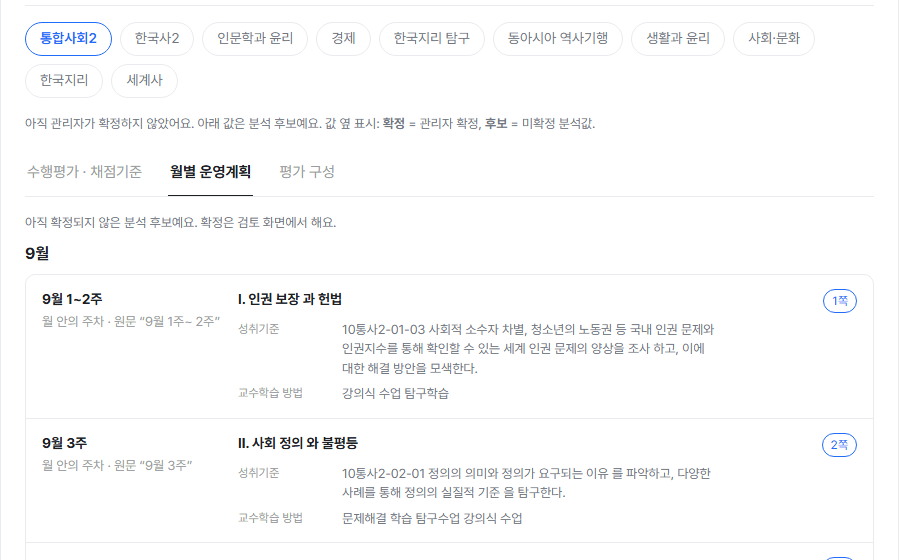 통합사회2 한국사2 인문학과 윤리 경제 한국지리 탐구 동아시아 역사기행 생활과 윤리 사회·문화
한국지리 세계사
아직 관리자가 확정하지 않았어요. 아래 값은 분석 후보예요. 값 옆 표시: 확정 = 관리자 확정, 후보 = 미확정 분석값.
수행평가 · 채점기준 월별 운영계획 평가 구성
아직 확정되지 않은 분석 후보예요. 확정은 검토 화면에서 해요.
9월
9월 1~2주 I. 인권 보장 과 헌법 1쪽
월 안의 주차 · 원문 “9월 1주~ 2주”
성취기준 10통사2-01-03 사회적 소수자 차별, 청소년의 노동권 등 국내 인권 문제와
인권지수를 통해 확인할 수 있는 세계 인권 문제의 양상을 조사 하고, 이에
대한 해결 방안을 모색한다.
교수학습 방법 강의식 수업 탐구학습
9월 3주 II. 사회 정의 와 불평등 2쪽
월 안의 주차 · 원문 “9월 3주”
성취기준 10통사2-02-01 정의의 의미와 정의가 요구되는 이유 를 파악하고, 다양한
사례를 통해 정의의 실질적 기준 을 탐구한다.
교수학습 방법 문제해결 학습 탐구수업 강의식 수업